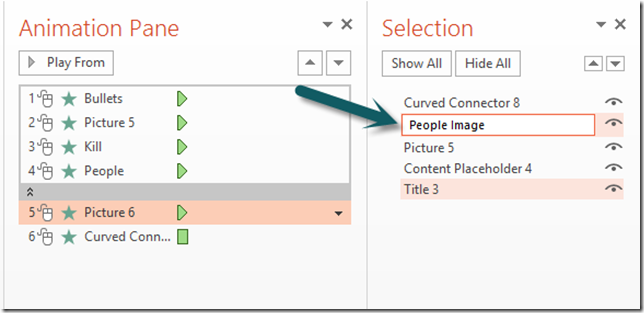 Animation Pane
Play From
1 Bullets
2 Picture 5
3 Kill
4 People
5 Picture 6
6 Curved Conn...
Selection
Show All Hide All
Curved Connector 8
People Image
Picture 5
Content Placeholder 4
Title 3